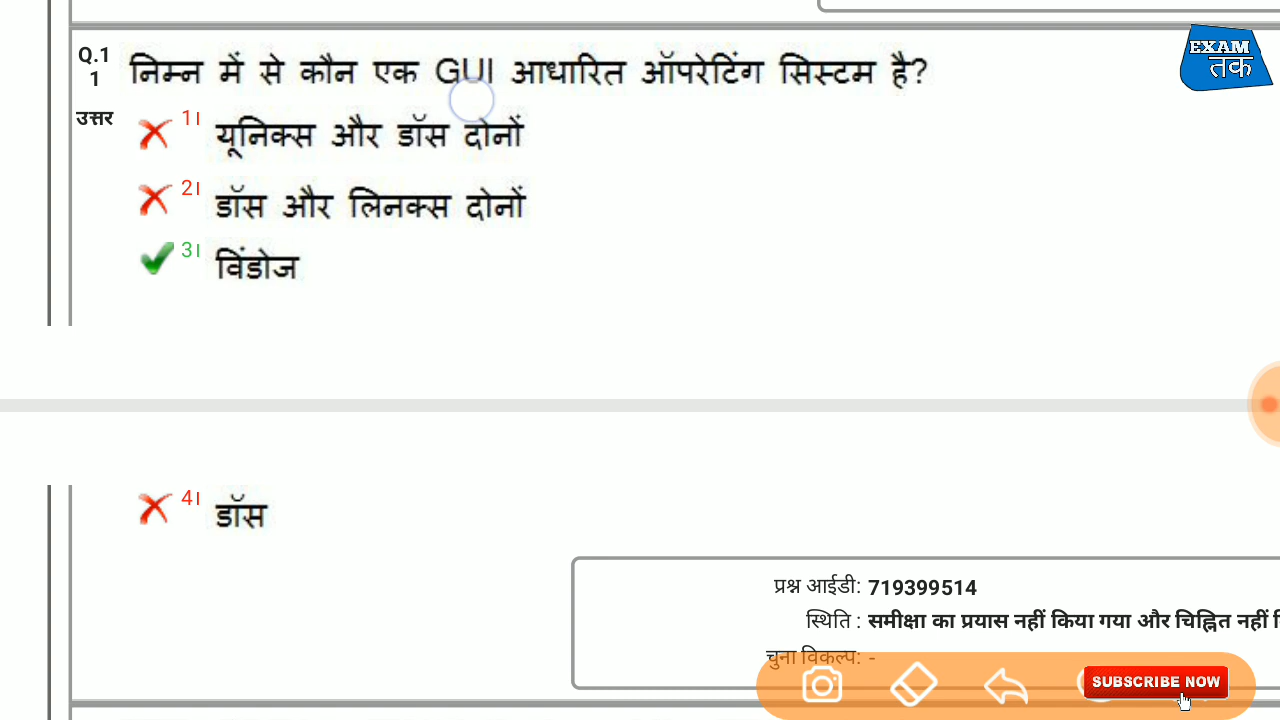 EXAM
तक
Q.1
1
निम्न में से कौन एक GUI आधारित ऑपरेटिंग सिस्टम है?
उत्तर
1। यूनिक्स और डॉस दोनों
2। डॉस और लिनक्स दोनों
3। विंडोज
4। डॉस
प्रश्न आईडी: 719399514
स्थिति : समीक्षा का प्रयास नहीं किया गया और चिह्नित नहीं
चुना विकल्प: -
SUBSCRIBE NOW